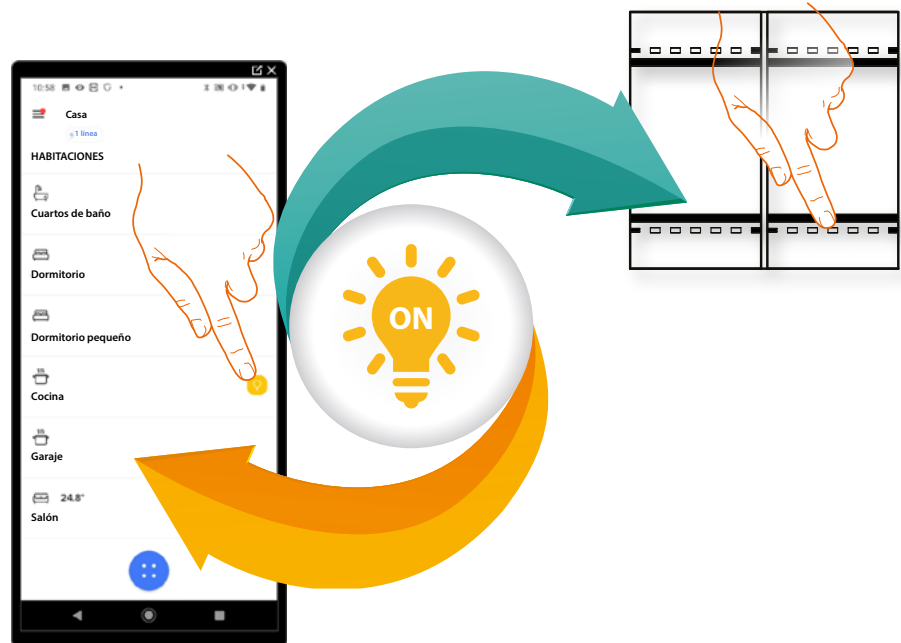 10:58
Casa
1 línea
HABITACIONES
Cuartos de baño
Dormitorio
Dormitorio pequeño
Cocina
Garaje
24.8°
Salón
ON